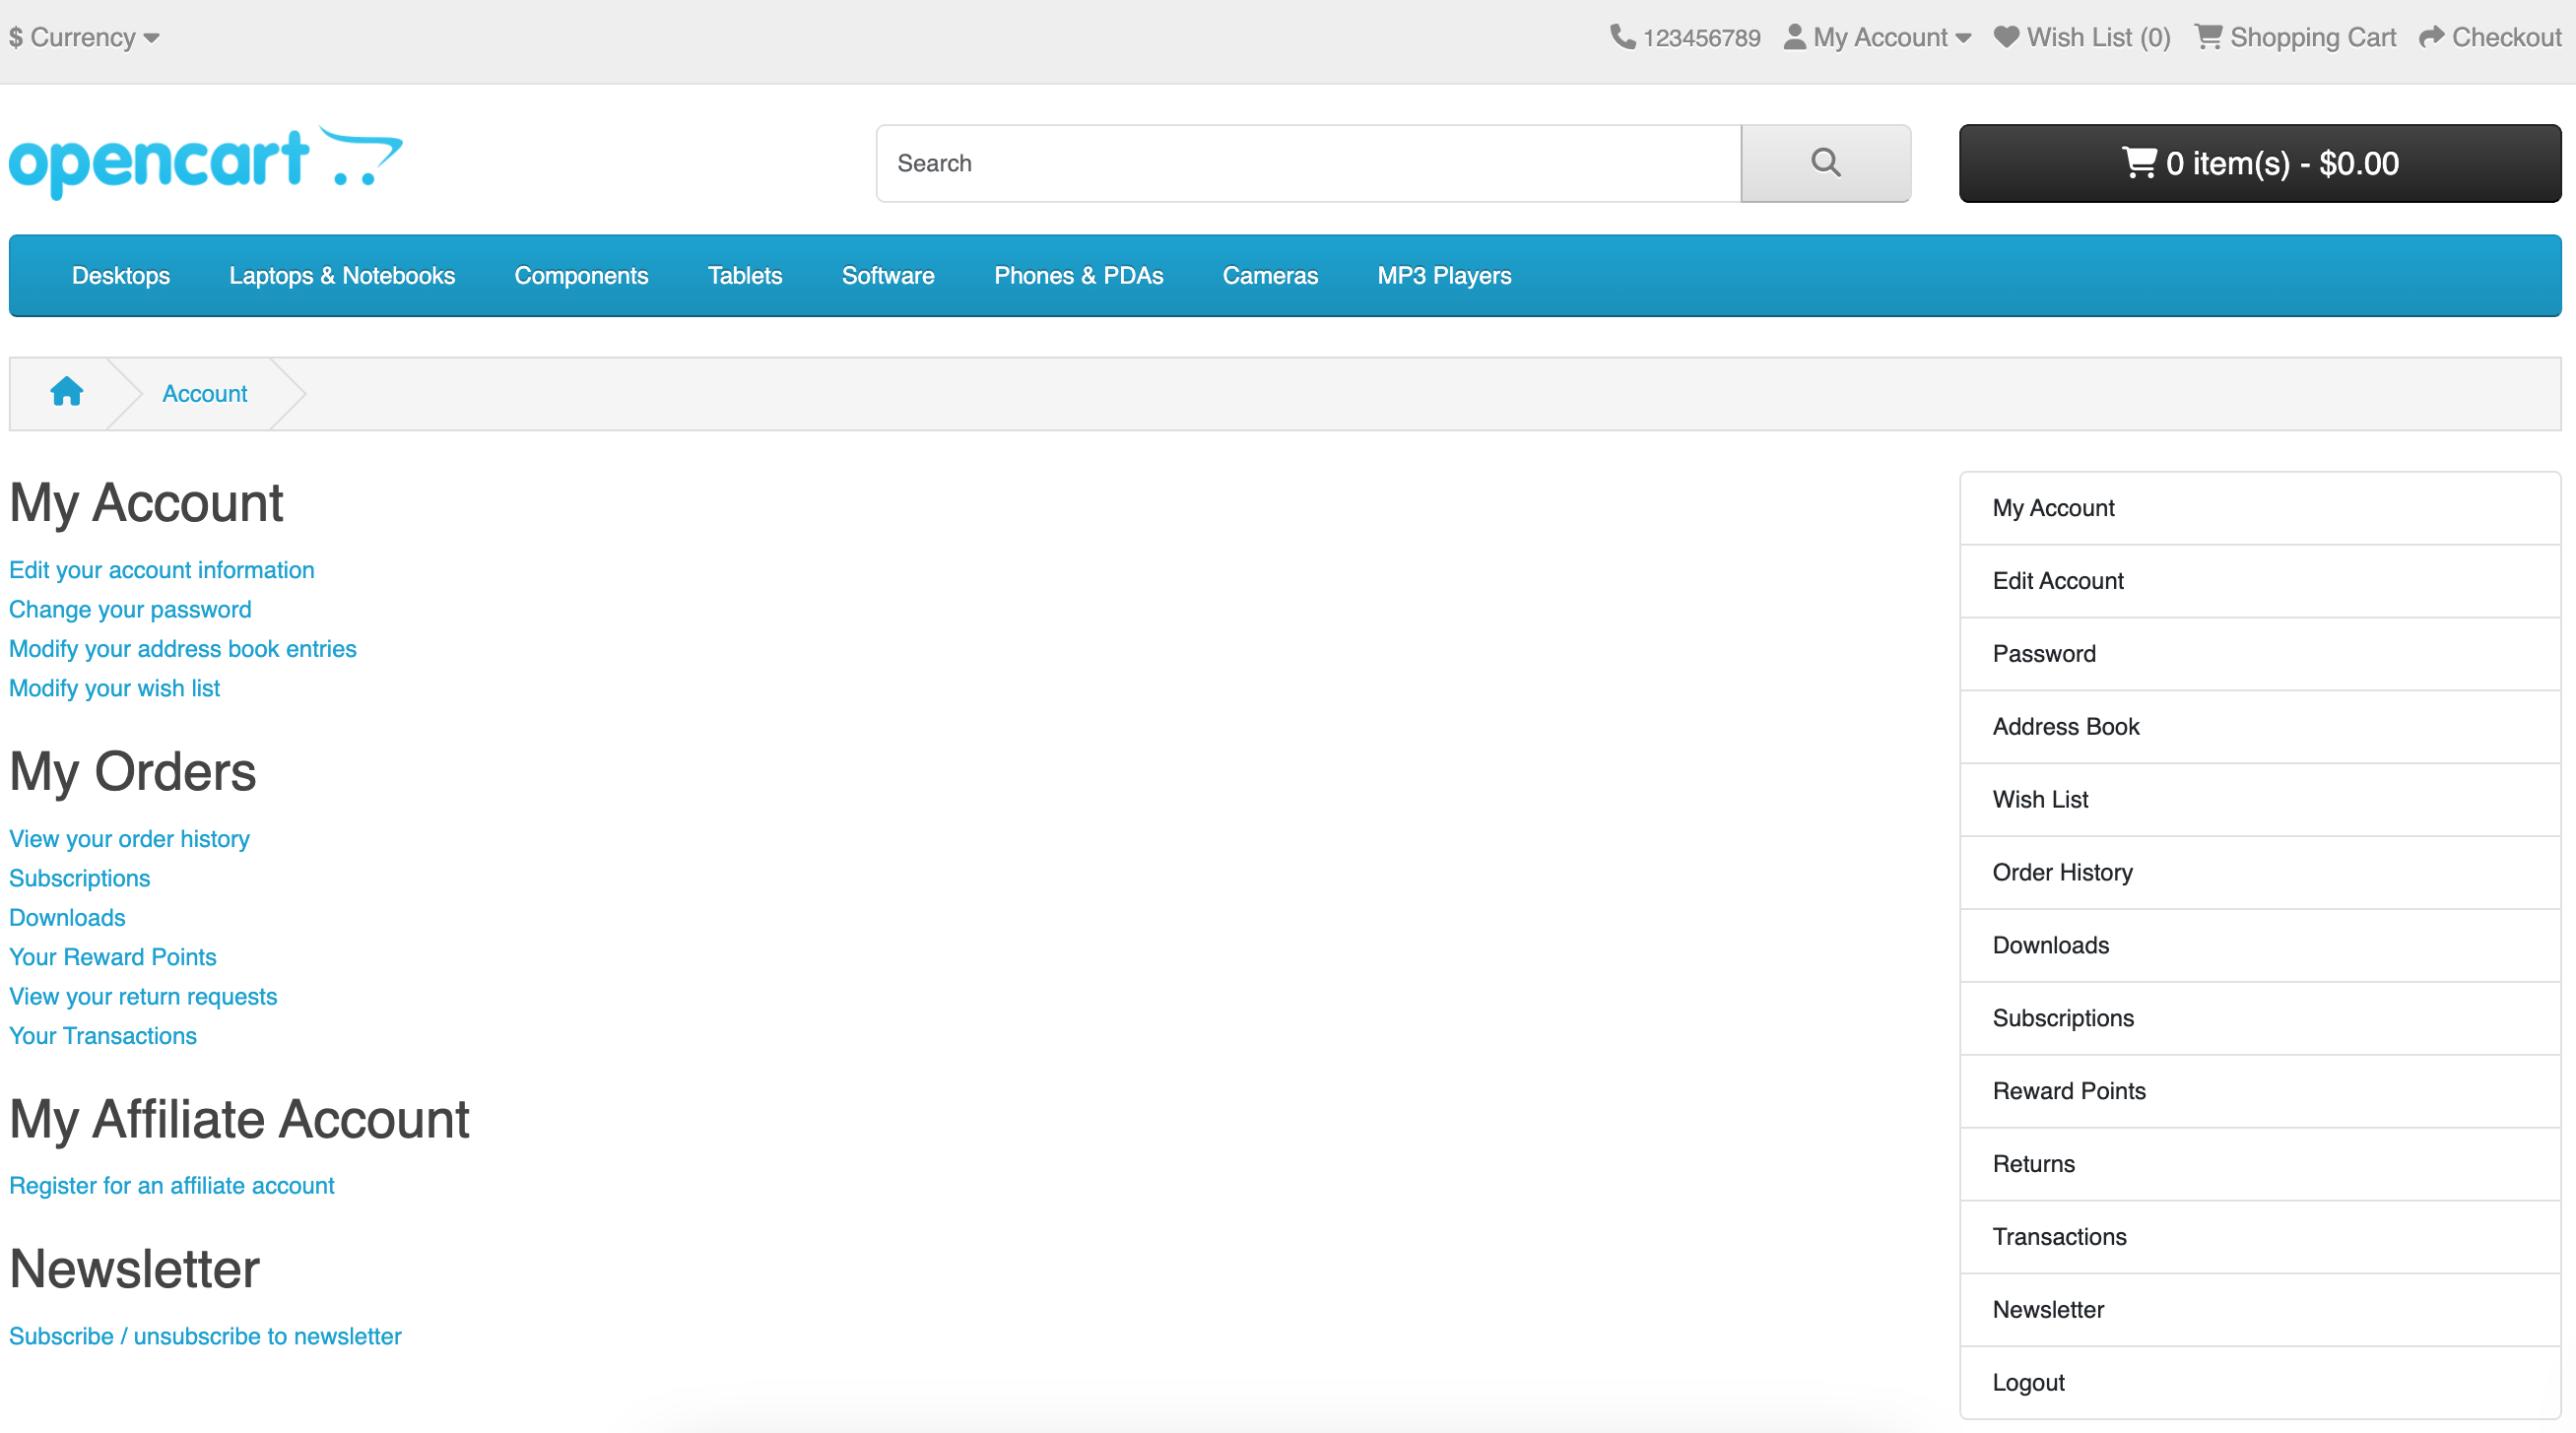 $ Currency
123456789 My Account Wish List (0) Shopping Cart Checkout
opencart
Search
0 item(s) - $0.00
Desktops Laptops & Notebooks Components Tablets Software Phones & PDAs Cameras MP3 Players
Account
My Account
Edit your account information
Change your password
Modify your address book entries
Modify your wish list
My Orders
View your order history
Subscriptions
Downloads
Your Reward Points
View your return requests
Your Transactions
My Affiliate Account
Register for an affiliate account
Newsletter
Subscribe / unsubscribe to newsletter
My Account
Edit Account
Password
Address Book
Wish List
Order History
Downloads
Subscriptions
Reward Points
Returns
Transactions
Newsletter
Logout